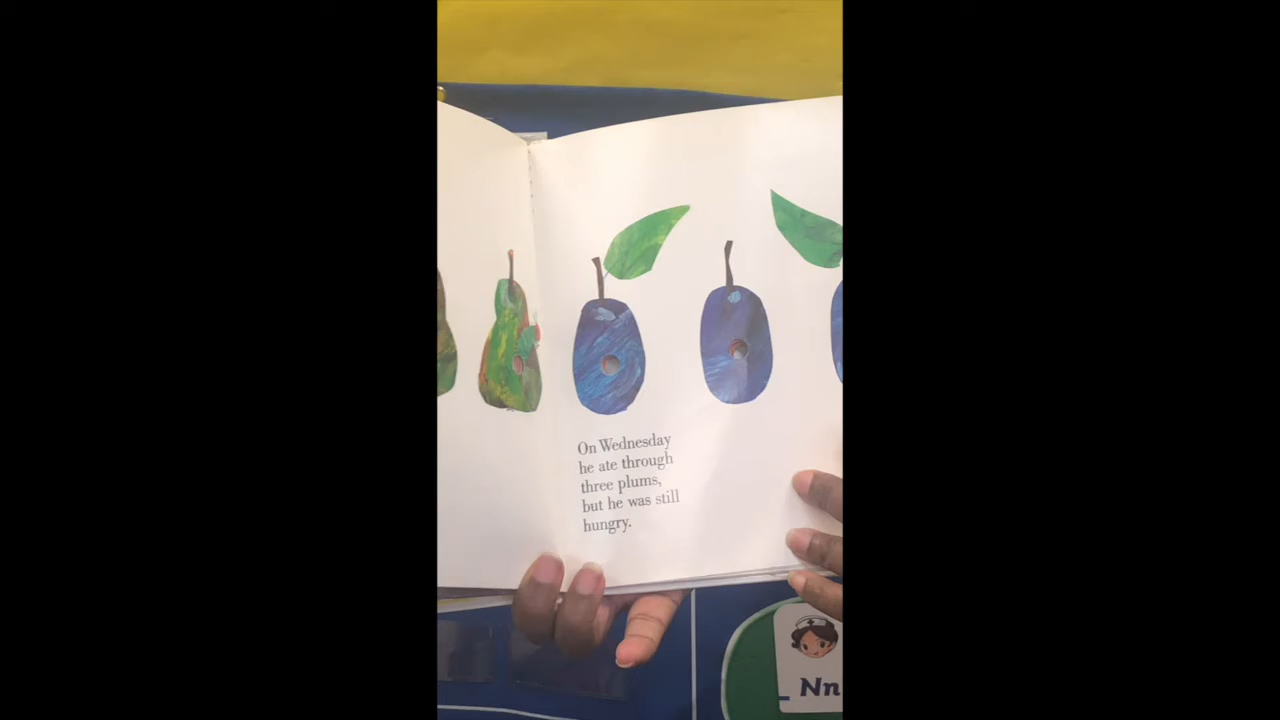 On Wednesday
he ate through
three plums,
but he was still
hungry.
Nn